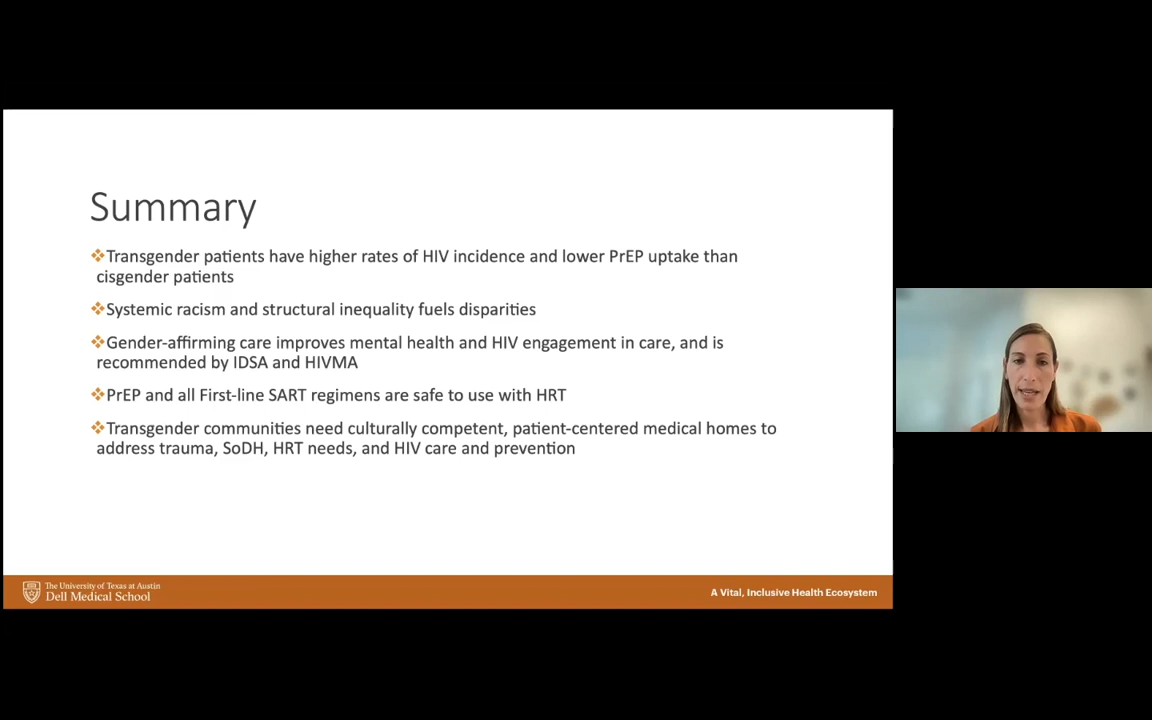 Summary
❖Transgender patients have higher rates of HIV incidence and lower PrEP uptake than
cisgender patients
❖Systemic racism and structural inequality fuels disparities
❖Gender-affirming care improves mental health and HIV engagement in care, and is
recommended by IDSA and HIVMA
❖PrEP and all First-line SART regimens are safe to use with HRT
❖Transgender communities need culturally competent, patient-centered medical homes to
address trauma, SoDH, HRT needs, and HIV care and prevention
The University of Texas at Austin
Dell Medical School
A Vital, Inclusive Health Ecosystem